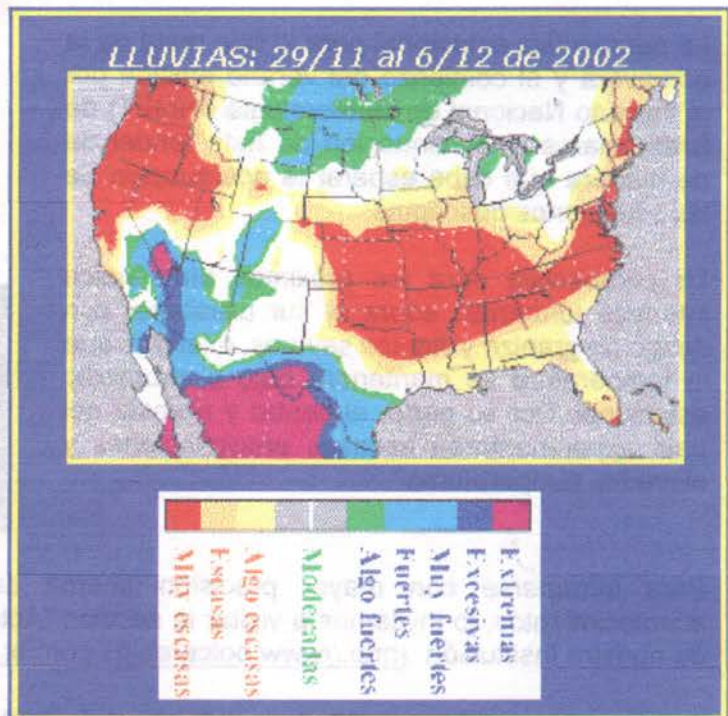 LLUVIAS: 29/11 al 6/12 de 2002
Muy escasas
Escasas
Algo escasas
Moderadas
Algo fuertes
Fuertes
Muy fuertes
Excesivas
Extremas